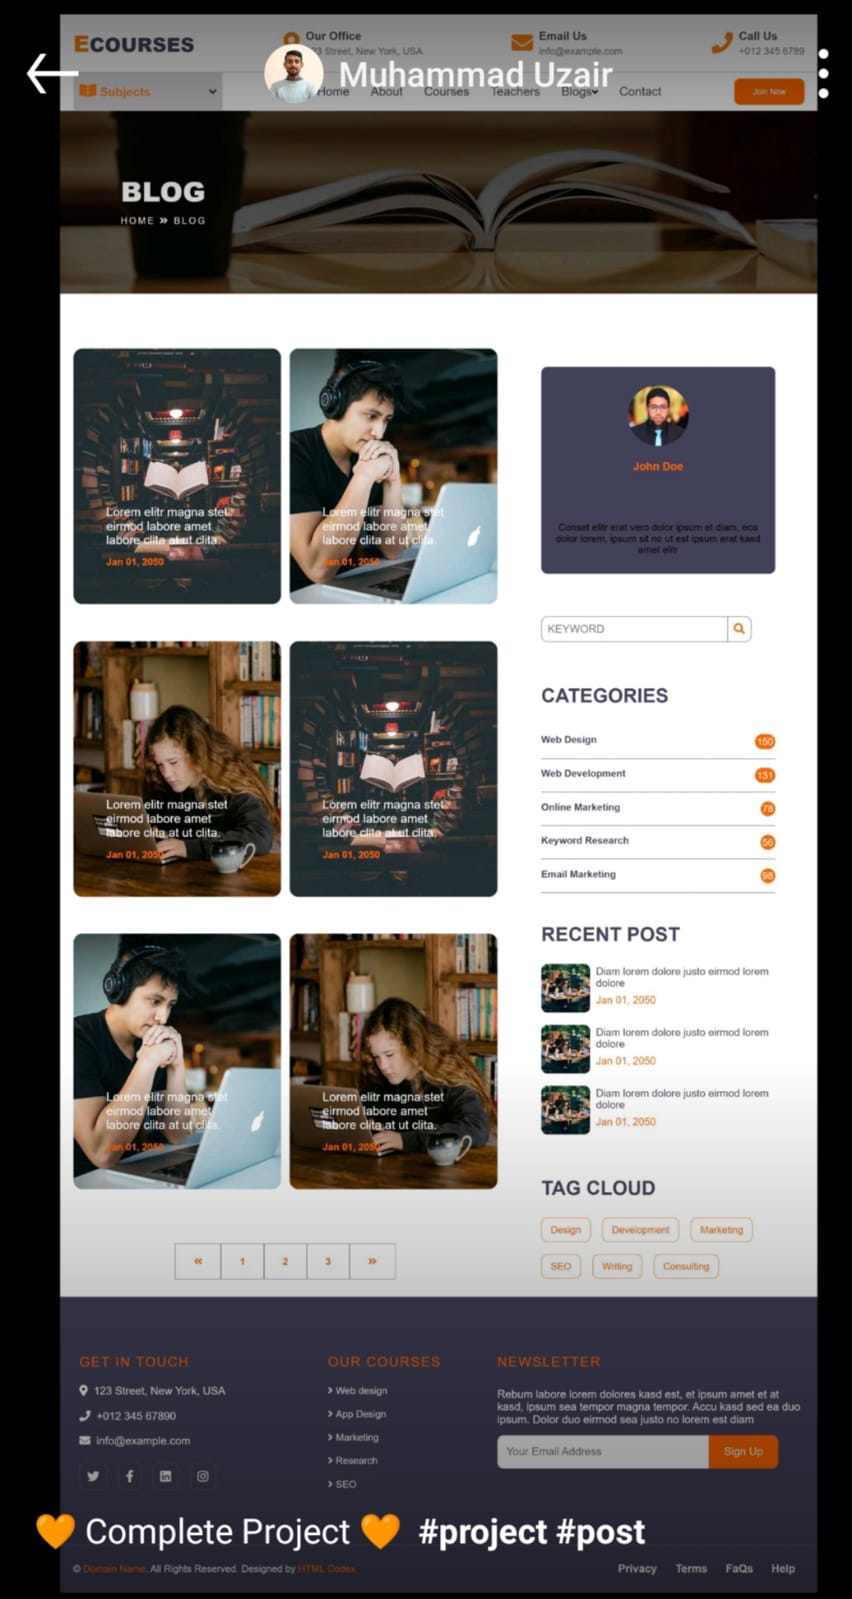 ECOURSES
Our Office
23 Street, New York, USA
Email Us
info@example.com
Call Us
+012 345 6789
Muhammad Uzair
Subjects
Home
About
Courses
Teachers
Blogs
Contact
Join Now
BLOG
HOME » BLOG
Lorem elitr magna stet
eirmod labore amet
labore clita at ut clita.
Jan 01, 2050
Lorem elitr magna stet
eirmod labore amet
labore clita at ut clita.
Jan 01, 2050
Lorem elitr magna stet
eirmod labore amet
labore clita at ut clita.
Jan 01, 2050
Lorem elitr magna stet
eirmod labore amet
labore clita at ut clita.
Jan 01, 2050
Lorem elitr magna stet
eirmod labore amet
labore clita at ut clita.
Jan 01, 2050
Lorem elitr magna stet
eirmod labore amet
labore clita at ut clita.
Jan 01, 2050
« 1 2 3 »
John Doe
Conset elitr erat vero dolor ipsum et diam, eos
dolor lorem, ipsum sit no ut est ipsum erat kasd
amet elitr
KEYWORD
CATEGORIES
Web Design 150
Web Development 131
Online Marketing 78
Keyword Research 56
Email Marketing 98
RECENT POST
Diam lorem dolore justo eirmod lorem
dolore
Jan 01, 2050
Diam lorem dolore justo eirmod lorem
dolore
Jan 01, 2050
Diam lorem dolore justo eirmod lorem
dolore
Jan 01, 2050
TAG CLOUD
Design Development Marketing
SEO Writing Consulting
GET IN TOUCH
123 Street, New York, USA
+012 345 67890
info@example.com
OUR COURSES
Web design
App Design
Marketing
Research
SEO
NEWSLETTER
Rebum labore lorem dolores kasd est, et ipsum amet et at
kasd, ipsum sea tempor magna tempor. Accu kasd sed ea duo
ipsum. Dolor duo eirmod sea justo no lorem est diam
Your Email Address
Sign Up
🧡 Complete Project 🧡 #project #post
© Domain Name. All Rights Reserved. Designed by HTML Codex
Privacy Terms FaQs Help